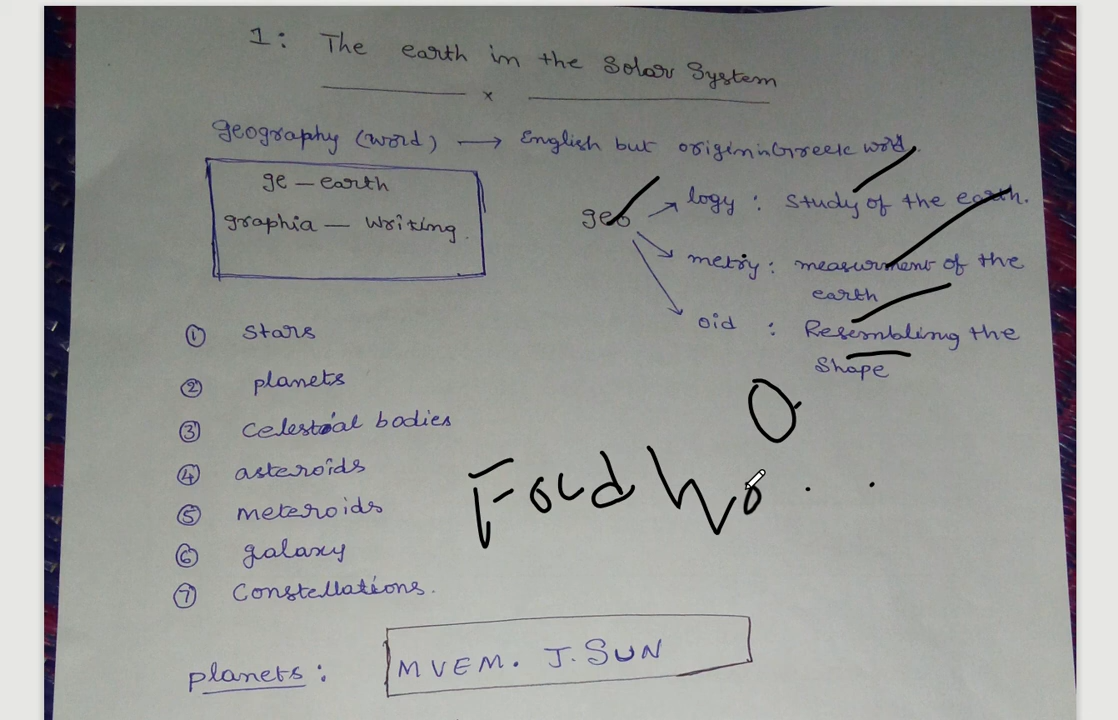 1: The earth in the Solar System
x
geography (word) → English but origin in Greek word.
ge – earth
graphia – writing.
geo
logy : Study of the earth.
metry : measurment of the
earth
oid : Resembling the
Shape
① stars
② planets
③ celestial bodies
④ asteroids
⑤ meteroids
⑥ galaxy
⑦ Constellations.
planets : MVEM. J. SUN